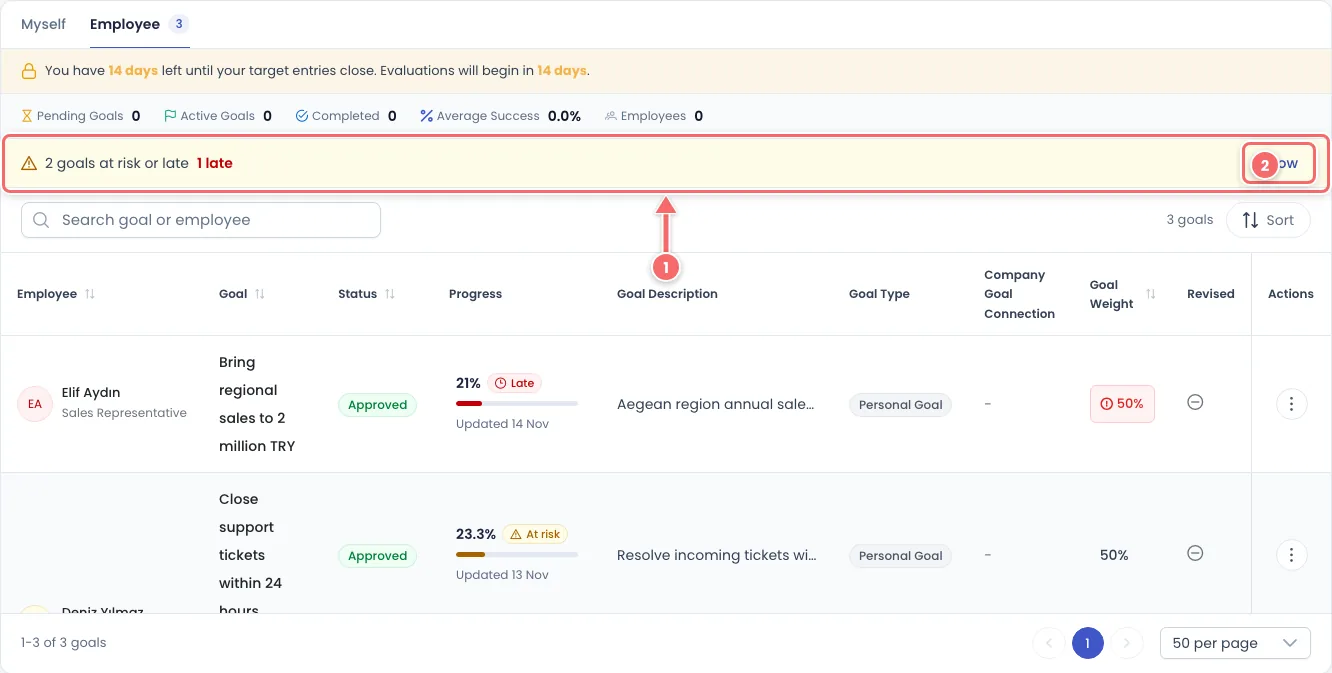 Myself Employee 3
You have 14 days left until your target entries close. Evaluations will begin in 14 days.
Pending Goals 0 Active Goals 0 Completed 0 Average Success 0.0% Employees 0
2 goals at risk or late 1 late
2
Search goal or employee
3 goals Sort
1
Employee Goal Status Progress Goal Description Goal Type Company Goal Connection Goal Weight Revised Actions
EA
Elif Aydın
Sales Representative
Bring
regional
sales to 2
million TRY
Approved
21% Late
Updated 14 Nov
Aegean region annual sale...
Personal Goal
-
50%
Deniz Yılmaz
Close
support
tickets
within 24
hours
Approved
23.3% At risk
Updated 13 Nov
Resolve incoming tickets wi...
Personal Goal
-
50%
1-3 of 3 goals
1
50 per page